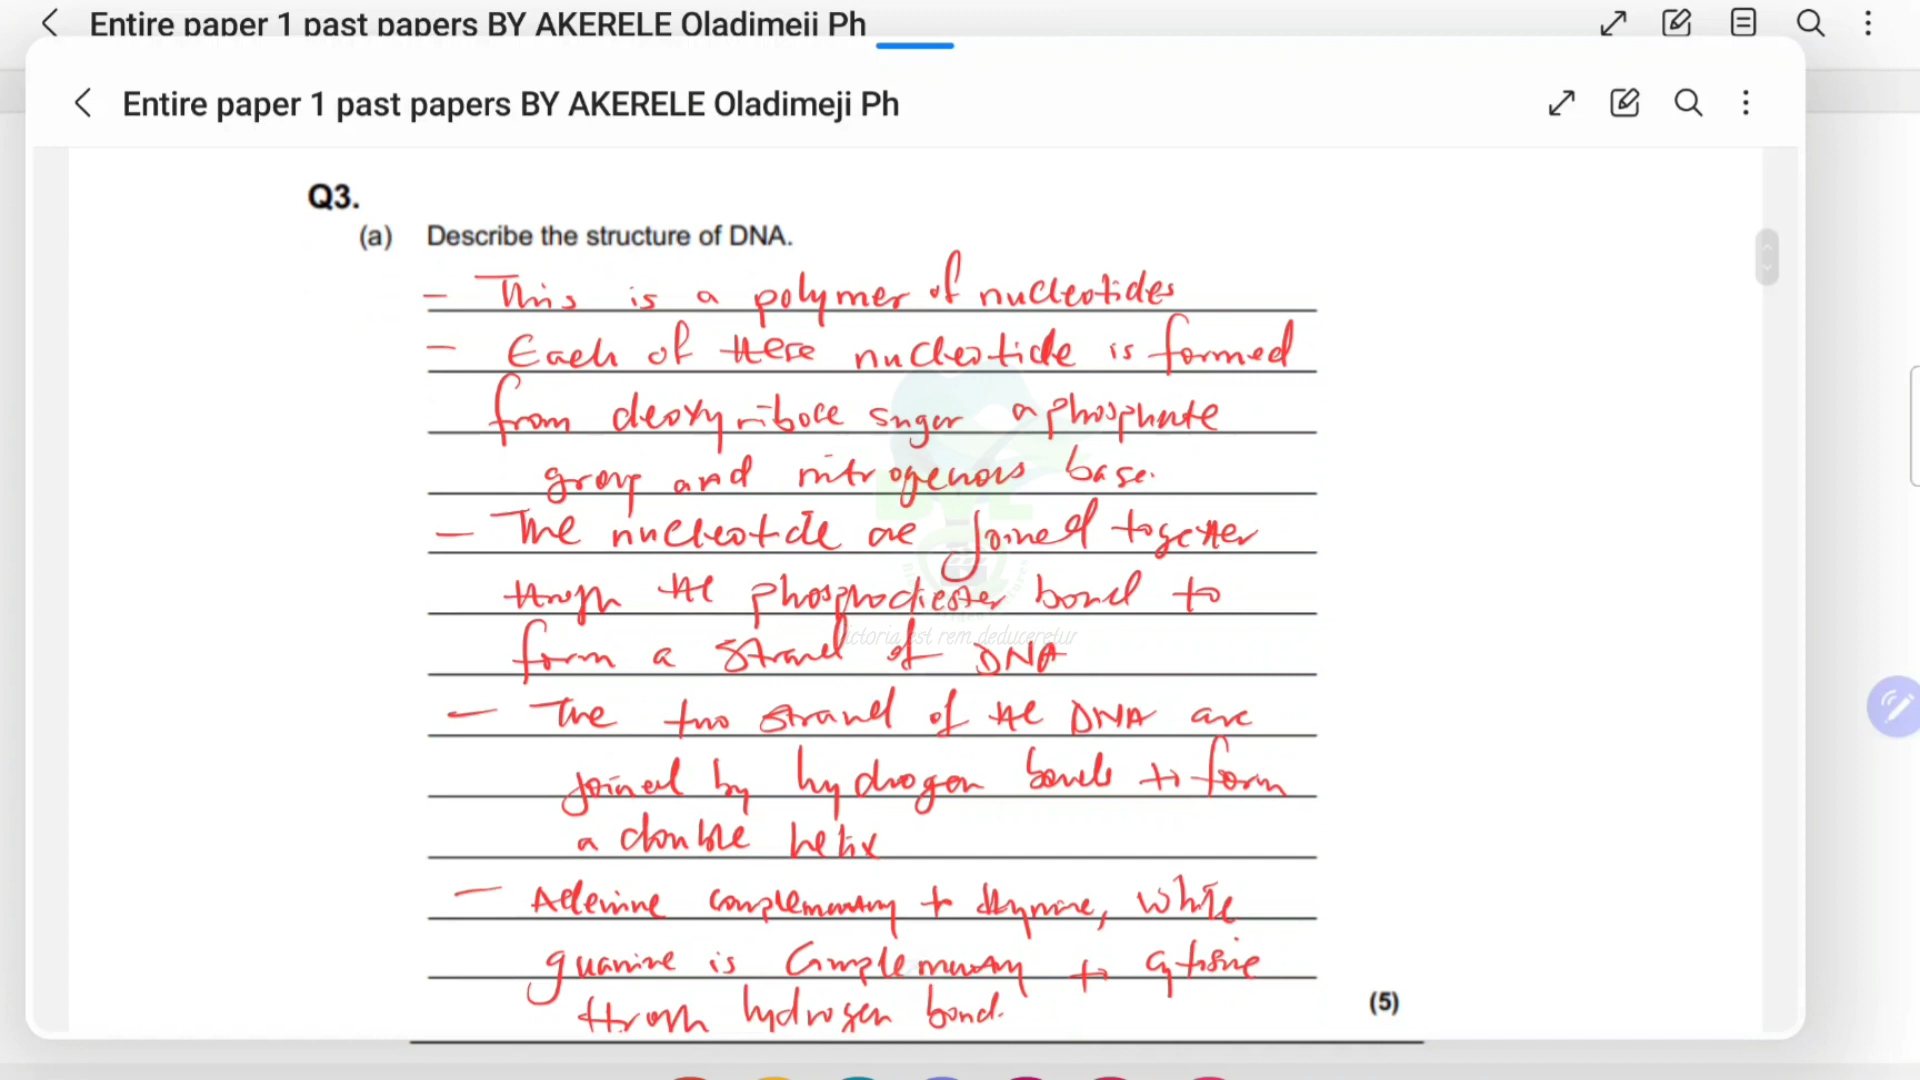 Entire paper 1 past papers BY AKERELE Oladimeji Ph
Entire paper 1 past papers BY AKERELE Oladimeji Ph
Q3.
(a) Describe the structure of DNA.
- This is a polymer of nucleotides
- Each of these nucleotide is formed
from deoxyribose sugar a phosphate
group and nitrogenous base.
- The nucleotide are joined together
through the phosphodiester bond to
form a strand of DNA
- The two strand of the DNA are
joined by hydrogen bonds to form
a double helix
- Adenine complementary to thymine, while
guanine is complementary to cytosine
through hydrogen bond.
(5)
victoria est rem deduceretur